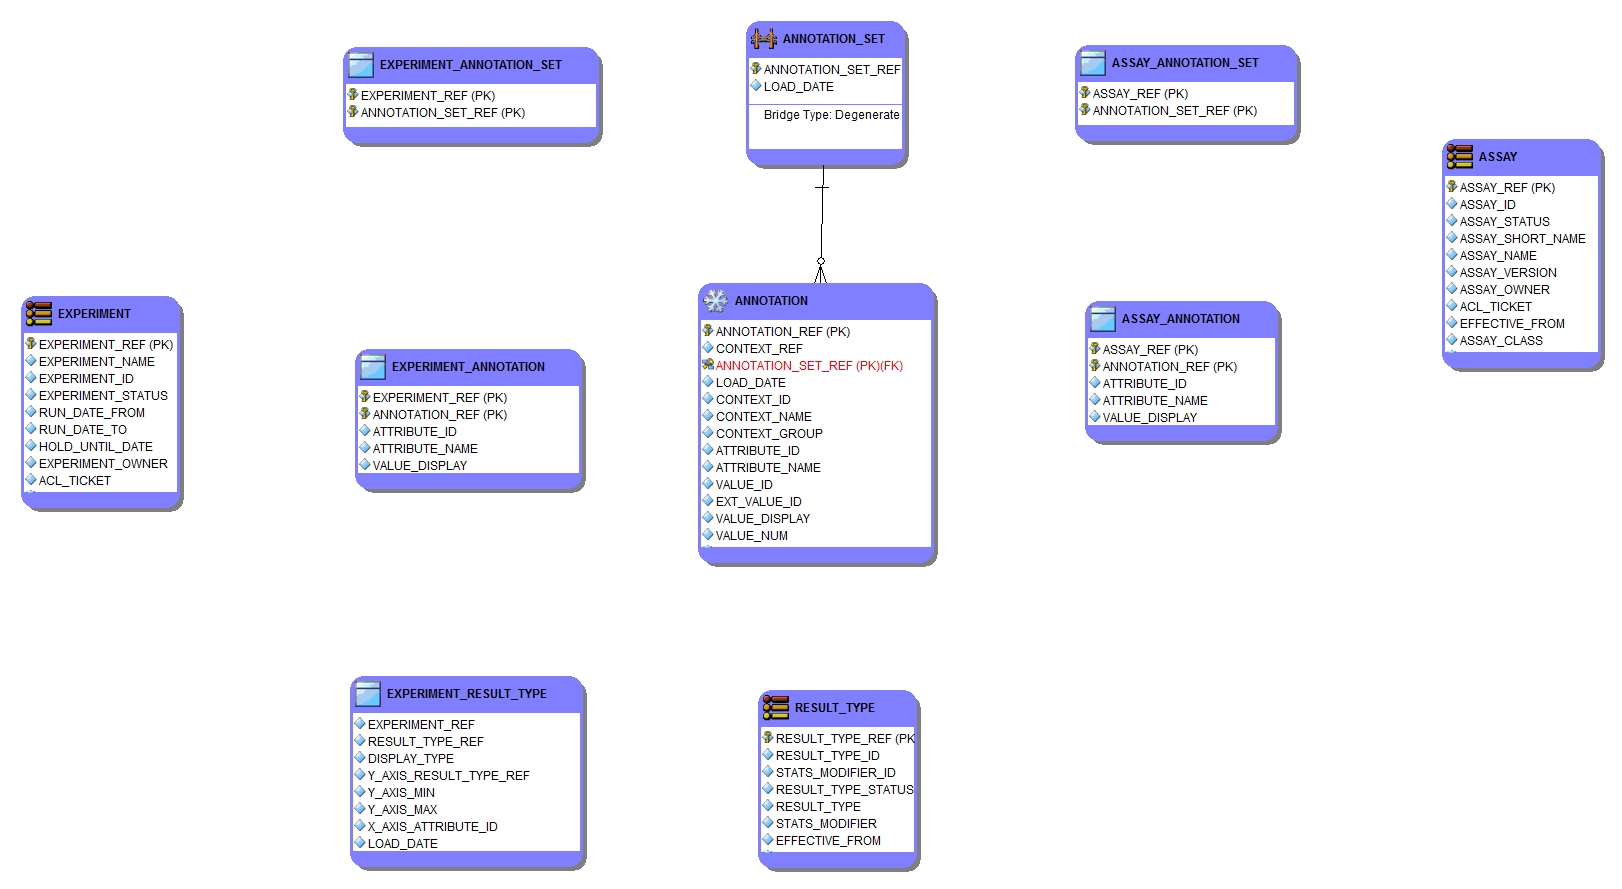 EXPERIMENT_ANNOTATION_SET
EXPERIMENT_REF (PK)
ANNOTATION_SET_REF (PK)
ANNOTATION_SET
ANNOTATION_SET_REF
LOAD_DATE
Bridge Type: Degenerate
ASSAY_ANNOTATION_SET
ASSAY_REF (PK)
ANNOTATION_SET_REF (PK)
ASSAY
ASSAY_REF (PK)
ASSAY_ID
ASSAY_STATUS
ASSAY_SHORT_NAME
ASSAY_NAME
ASSAY_VERSION
ASSAY_OWNER
ACL_TICKET
EFFECTIVE_FROM
ASSAY_CLASS
EXPERIMENT
EXPERIMENT_REF (PK)
EXPERIMENT_NAME
EXPERIMENT_ID
EXPERIMENT_STATUS
RUN_DATE_FROM
RUN_DATE_TO
HOLD_UNTIL_DATE
EXPERIMENT_OWNER
ACL_TICKET
EXPERIMENT_ANNOTATION
EXPERIMENT_REF (PK)
ANNOTATION_REF (PK)
ATTRIBUTE_ID
ATTRIBUTE_NAME
VALUE_DISPLAY
ANNOTATION
ANNOTATION_REF (PK)
CONTEXT_REF
ANNOTATION_SET_REF (PK)(FK)
LOAD_DATE
CONTEXT_ID
CONTEXT_NAME
CONTEXT_GROUP
ATTRIBUTE_ID
ATTRIBUTE_NAME
VALUE_ID
EXT_VALUE_ID
VALUE_DISPLAY
VALUE_NUM
ASSAY_ANNOTATION
ASSAY_REF (PK)
ANNOTATION_REF (PK)
ATTRIBUTE_ID
ATTRIBUTE_NAME
VALUE_DISPLAY
EXPERIMENT_RESULT_TYPE
EXPERIMENT_REF
RESULT_TYPE_REF
DISPLAY_TYPE
Y_AXIS_RESULT_TYPE_REF
Y_AXIS_MIN
Y_AXIS_MAX
X_AXIS_ATTRIBUTE_ID
LOAD_DATE
RESULT_TYPE
RESULT_TYPE_REF (PK
RESULT_TYPE_ID
STATS_MODIFIER_ID
RESULT_TYPE_STATUS
RESULT_TYPE
STATS_MODIFIER
EFFECTIVE_FROM